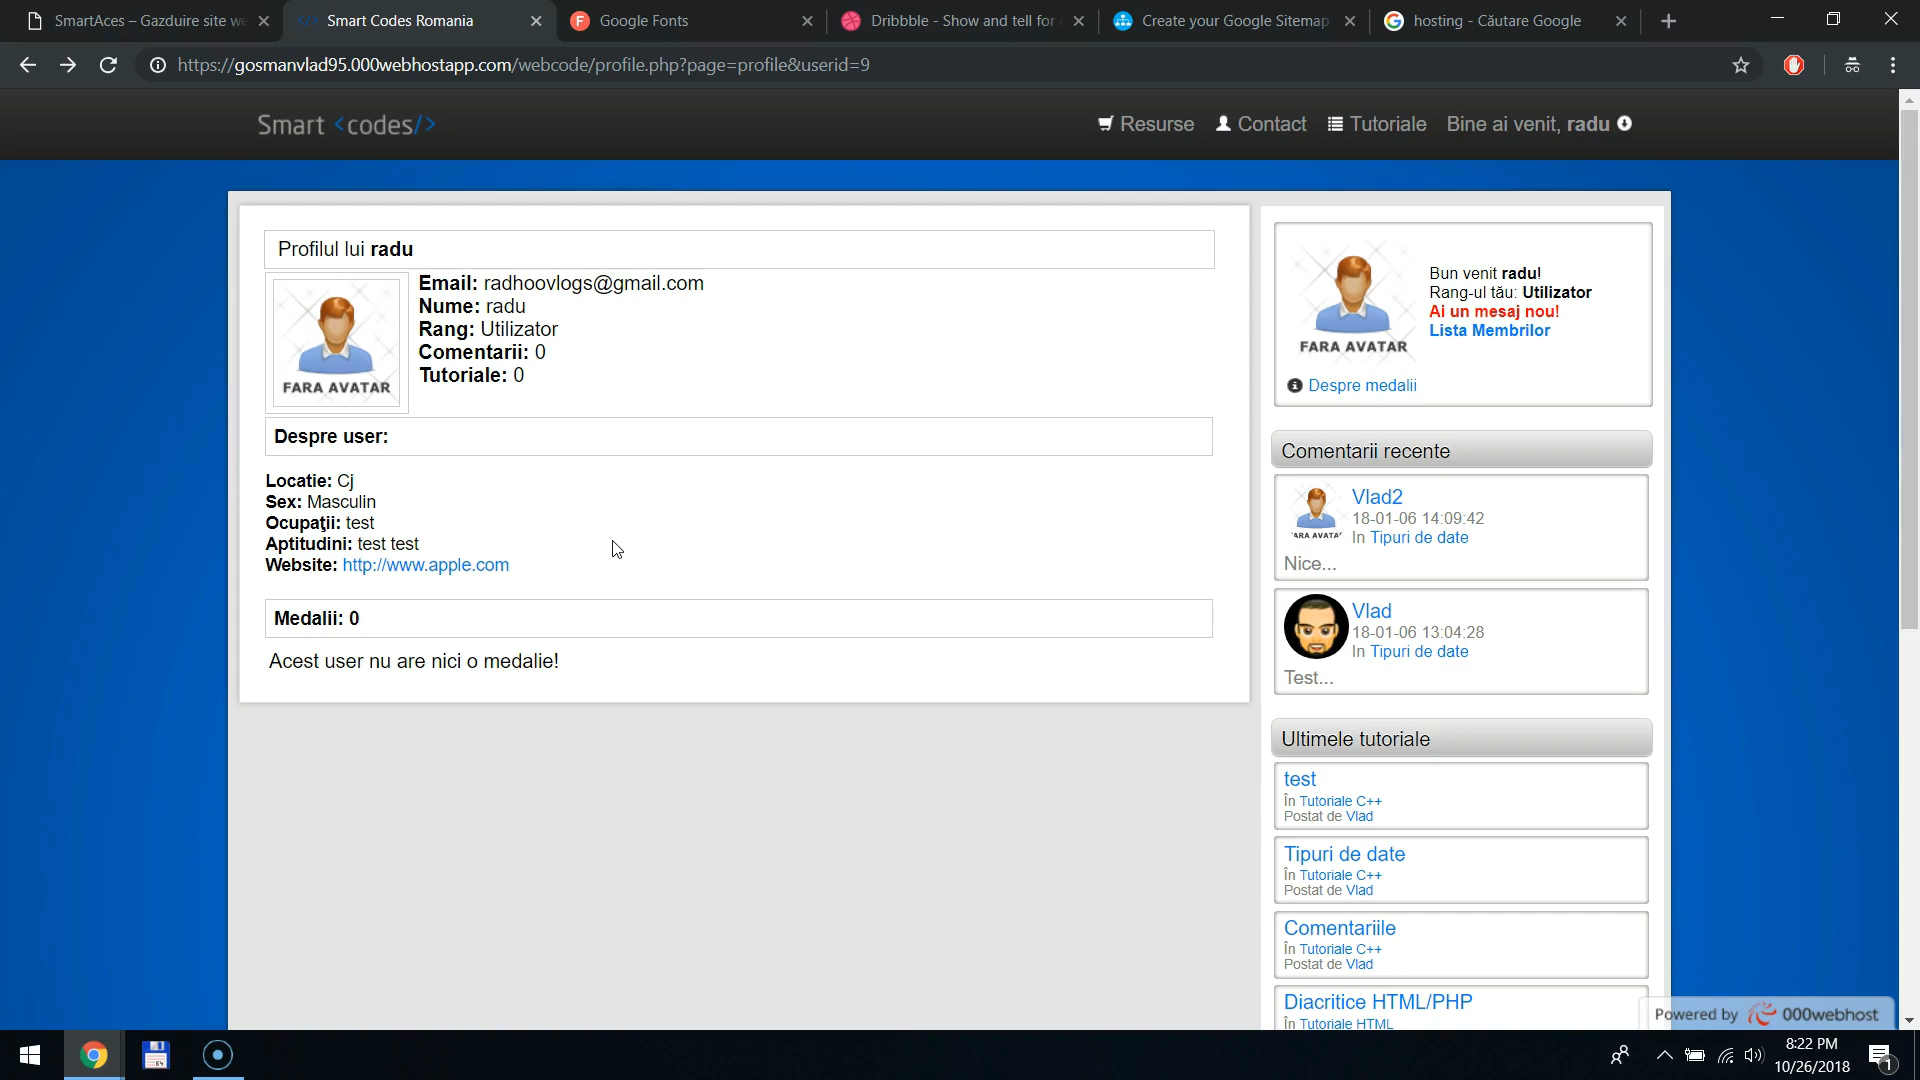 SmartAces – Gazduire site we
Smart Codes Romania
Google Fonts
Dribbble - Show and tell for
Create your Google Sitemap
hosting - Căutare Google
https://gosmanvlad95.000webhostapp.com/webcode/profile.php?page=profile&userid=9
Smart <codes/>
Resurse
Contact
Tutoriale
Bine ai venit, radu
Profilul lui radu
FARA AVATAR
Email: radhoovlogs@gmail.com
Nume: radu
Rang: Utilizator
Comentarii: 0
Tutoriale: 0
Despre user:
Locatie: Cj
Sex: Masculin
Ocupaţii: test
Aptitudini: test test
Website: http://www.apple.com
Medalii: 0
Acest user nu are nici o medalie!
FARA AVATAR
Bun venit radu!
Rang-ul tău: Utilizator
Ai un mesaj nou!
Lista Membrilor
Despre medalii
Comentarii recente
Vlad2
18-01-06 14:09:42
In Tipuri de date
Nice...
Vlad
18-01-06 13:04:28
In Tipuri de date
Test...
Ultimele tutoriale
test
În Tutoriale C++
Postat de Vlad
Tipuri de date
În Tutoriale C++
Postat de Vlad
Comentariile
În Tutoriale C++
Postat de Vlad
Diacritice HTML/PHP
În Tutoriale HTML
Powered by 000webhost
64
8:22 PM
10/26/2018
1